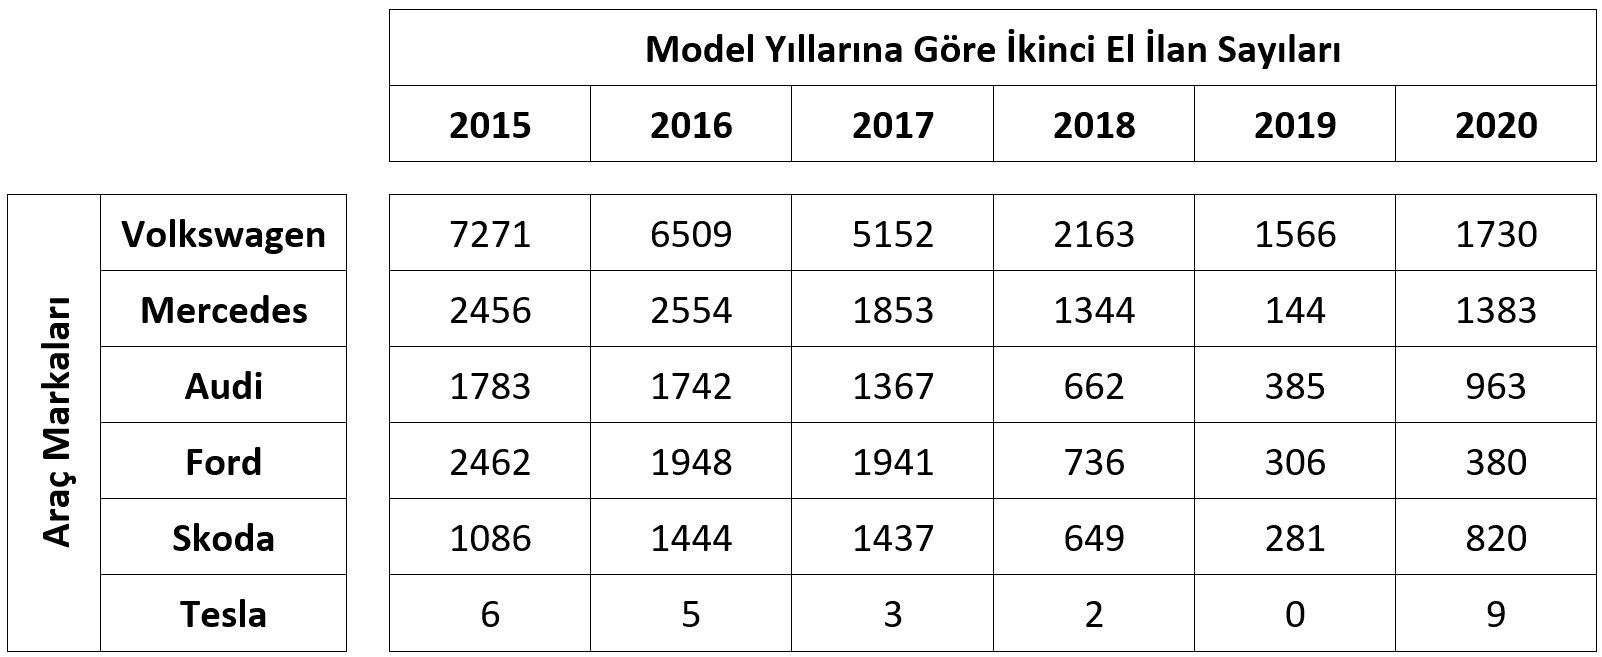 Model Yıllarına Göre İkinci El İlan Sayıları
2015 2016 2017 2018 2019 2020
Araç Markaları
Volkswagen 7271 6509 5152 2163 1566 1730
Mercedes 2456 2554 1853 1344 144 1383
Audi 1783 1742 1367 662 385 963
Ford 2462 1948 1941 736 306 380
Skoda 1086 1444 1437 649 281 820
Tesla 6 5 3 2 0 9